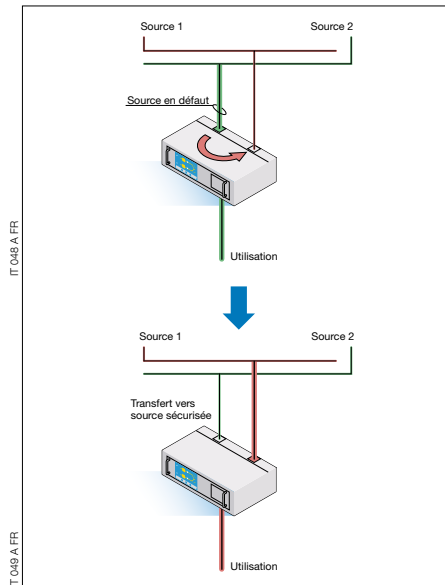 Source 1
Source 2
Source en défaut
Utilisation
IT 048 A FR
Source 1
Source 2
Transfert vers
source sécurisée
Utilisation
IT 049 A FR